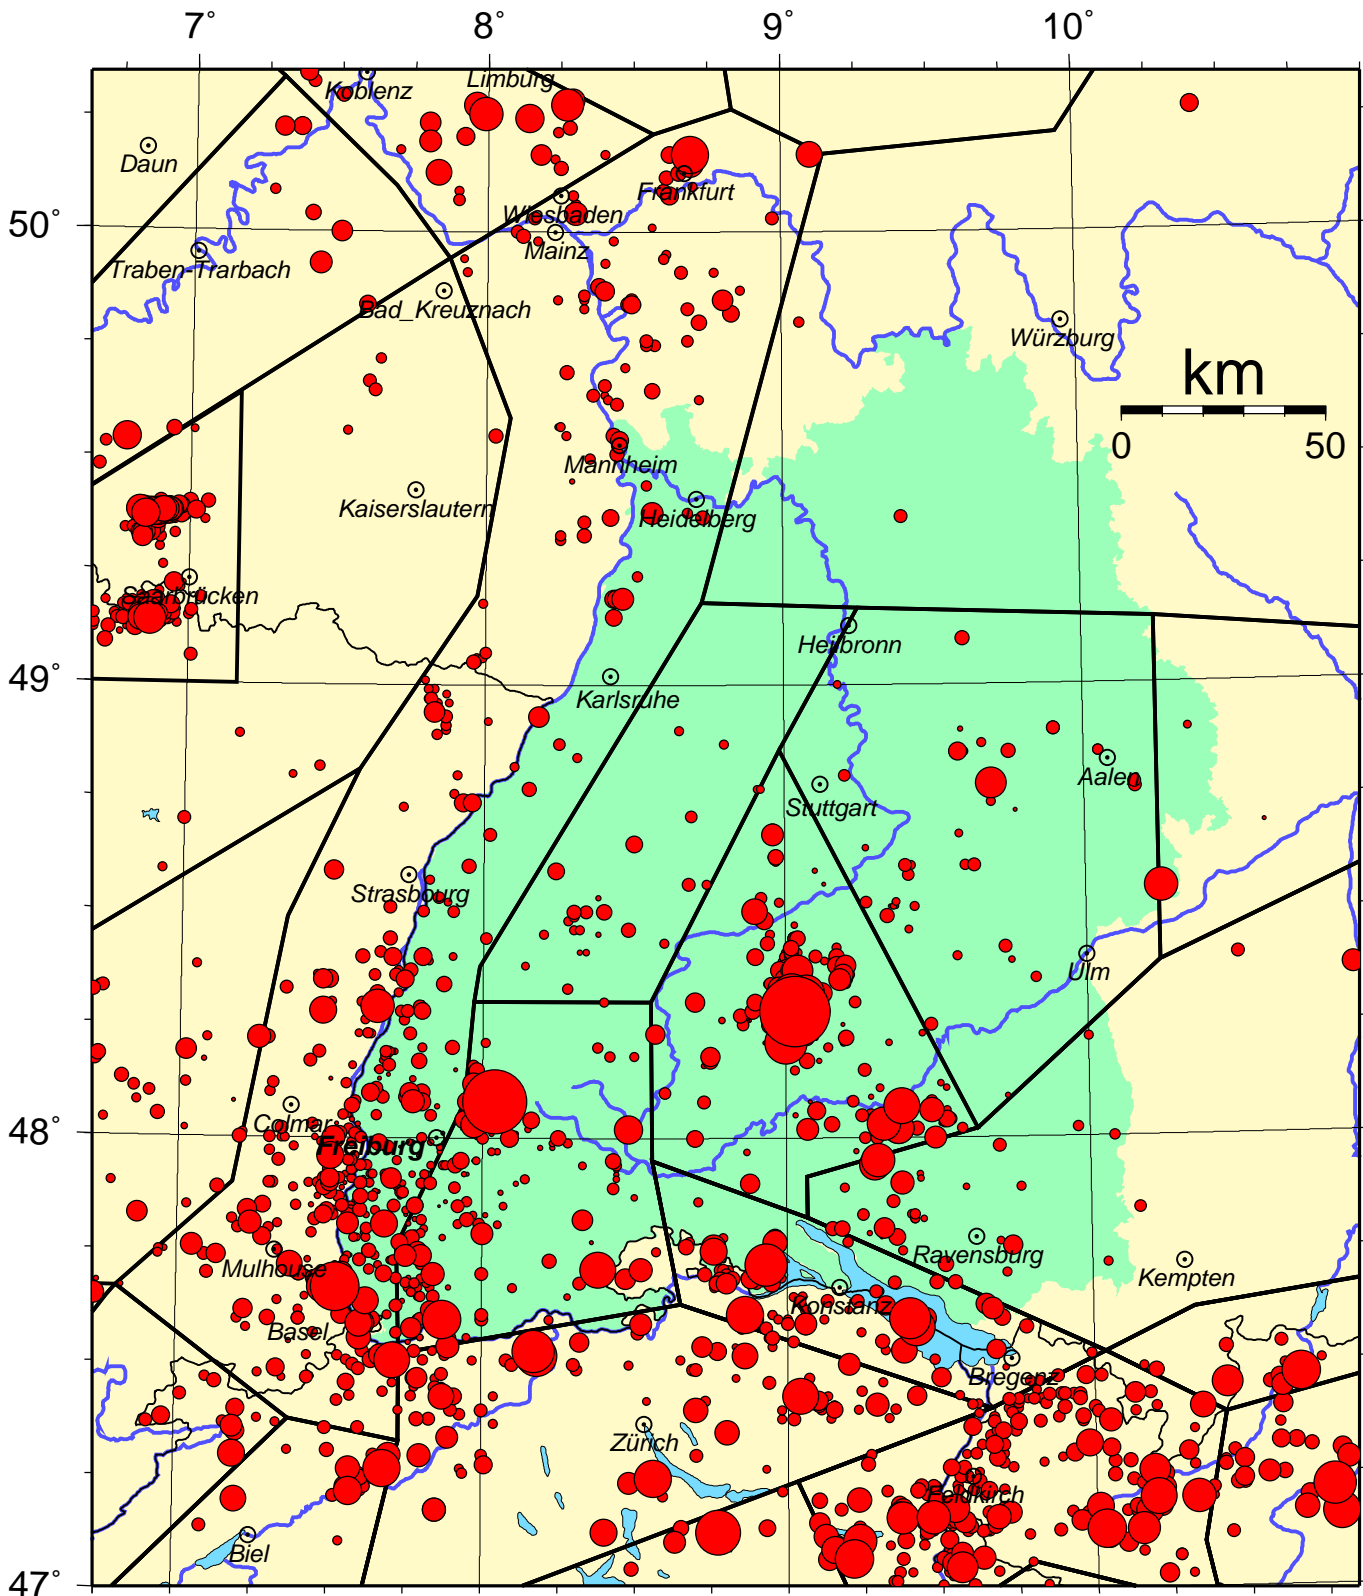 7°
8°
9°
10°
Koblenz
Limburg
Daun
Frankfurt
50°
Wiesbaden
Mainz
Traben-Trarbach
Bad_Kreuznach
Würzburg
km
0
50
Mannheim
Kaiserslautern
Heidelberg
Saarbrücken
Heilbronn
49°
Karlsruhe
Aalen
Stuttgart
Strasbourg
Ulm
Colmar
48°
Freiburg
Ravensburg
Mulhouse
Kempten
Konstanz
Basel
Bregenz
Zürich
Feldkirch
Biel
47°